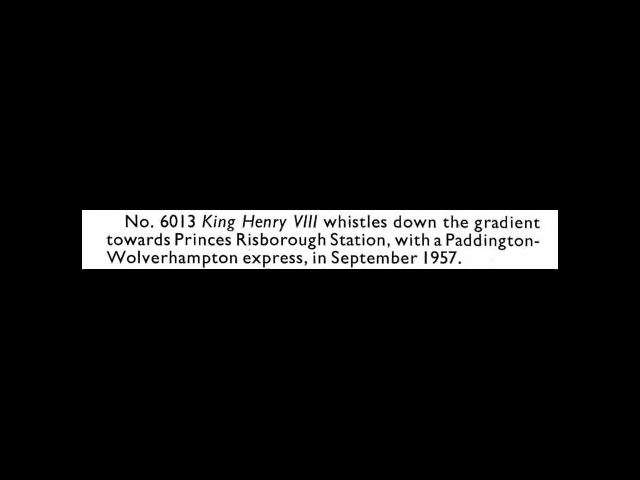 No. 6013 King Henry VIII whistles down the gradient
towards Princes Risborough Station, with a Paddington-
Wolverhampton express, in September 1957.